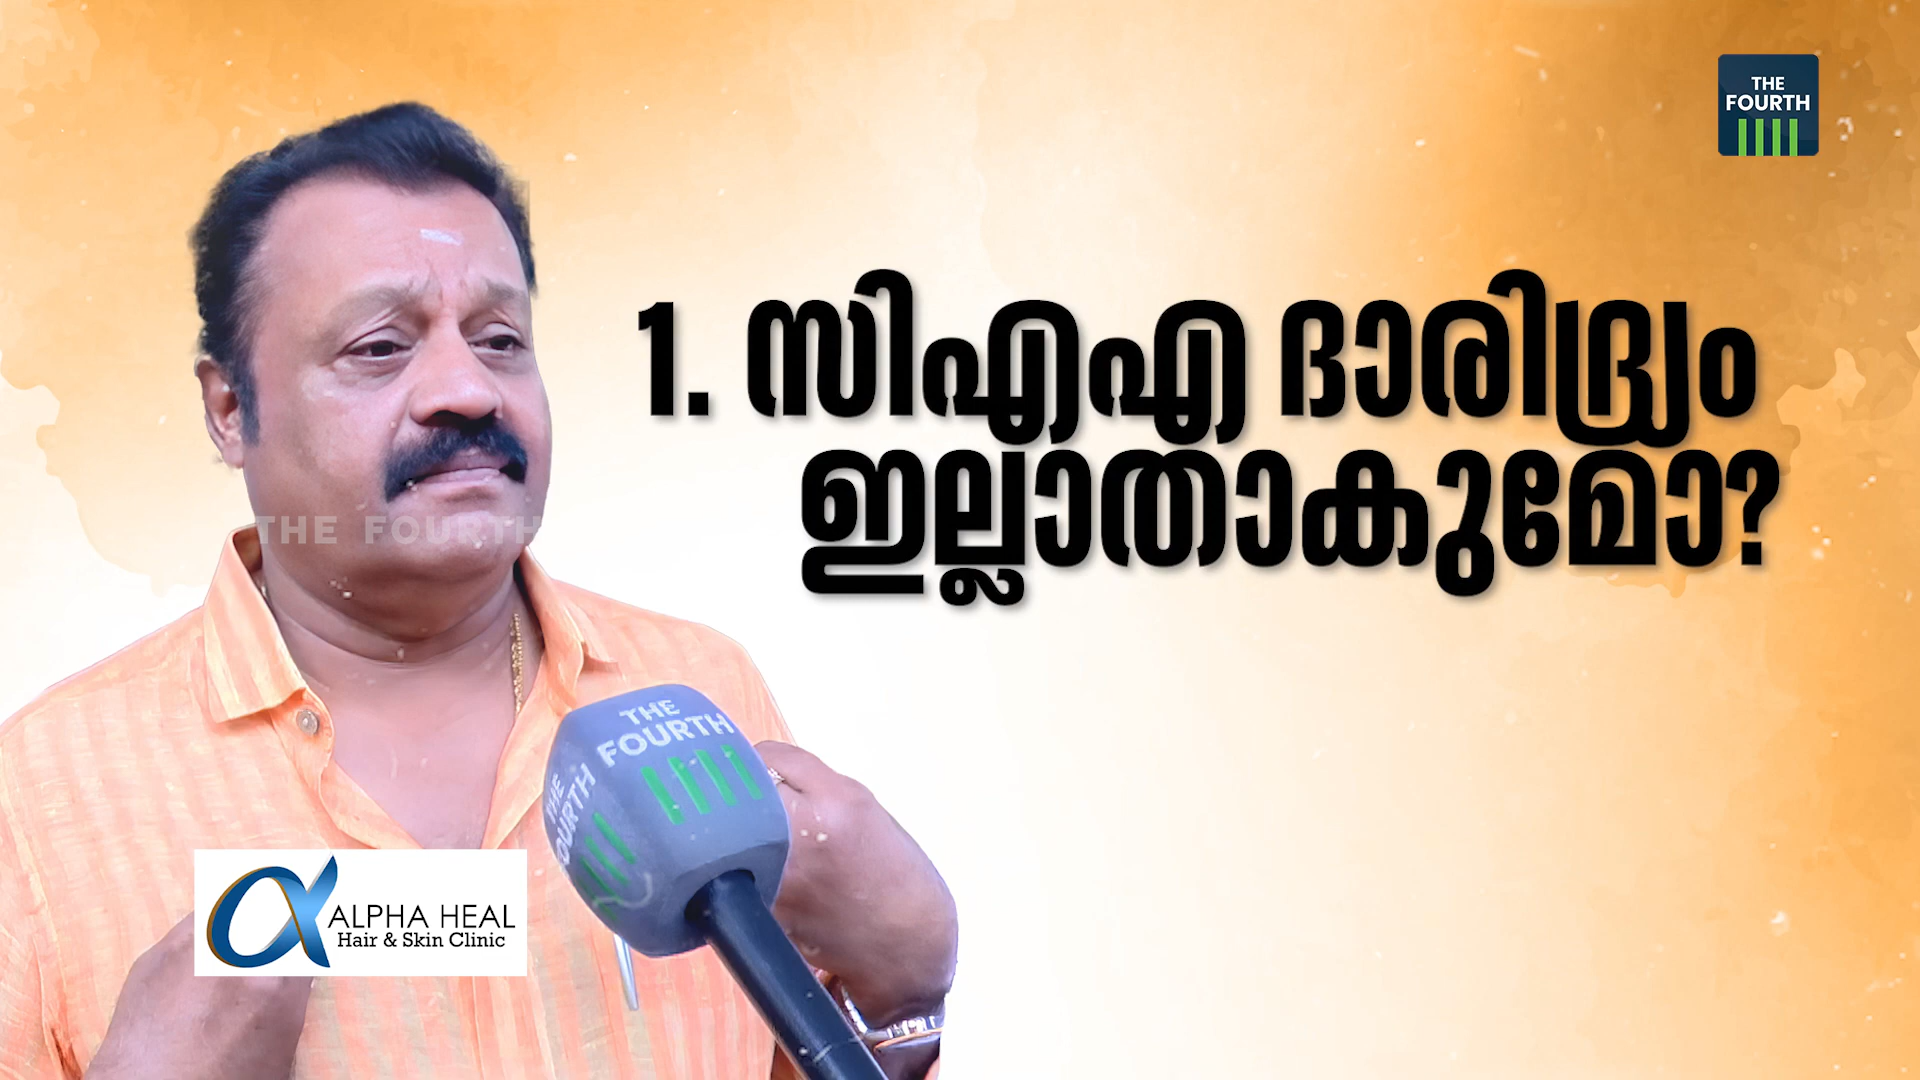 THE
FOURTH
1. സിഎഎ ദാരിദ്ര്യം
ഇല്ലാതാകുമോ?
THE FOURTH
THE
FOURTH
THE
FOURTH
ALPHA HEAL
Hair & Skin Clinic